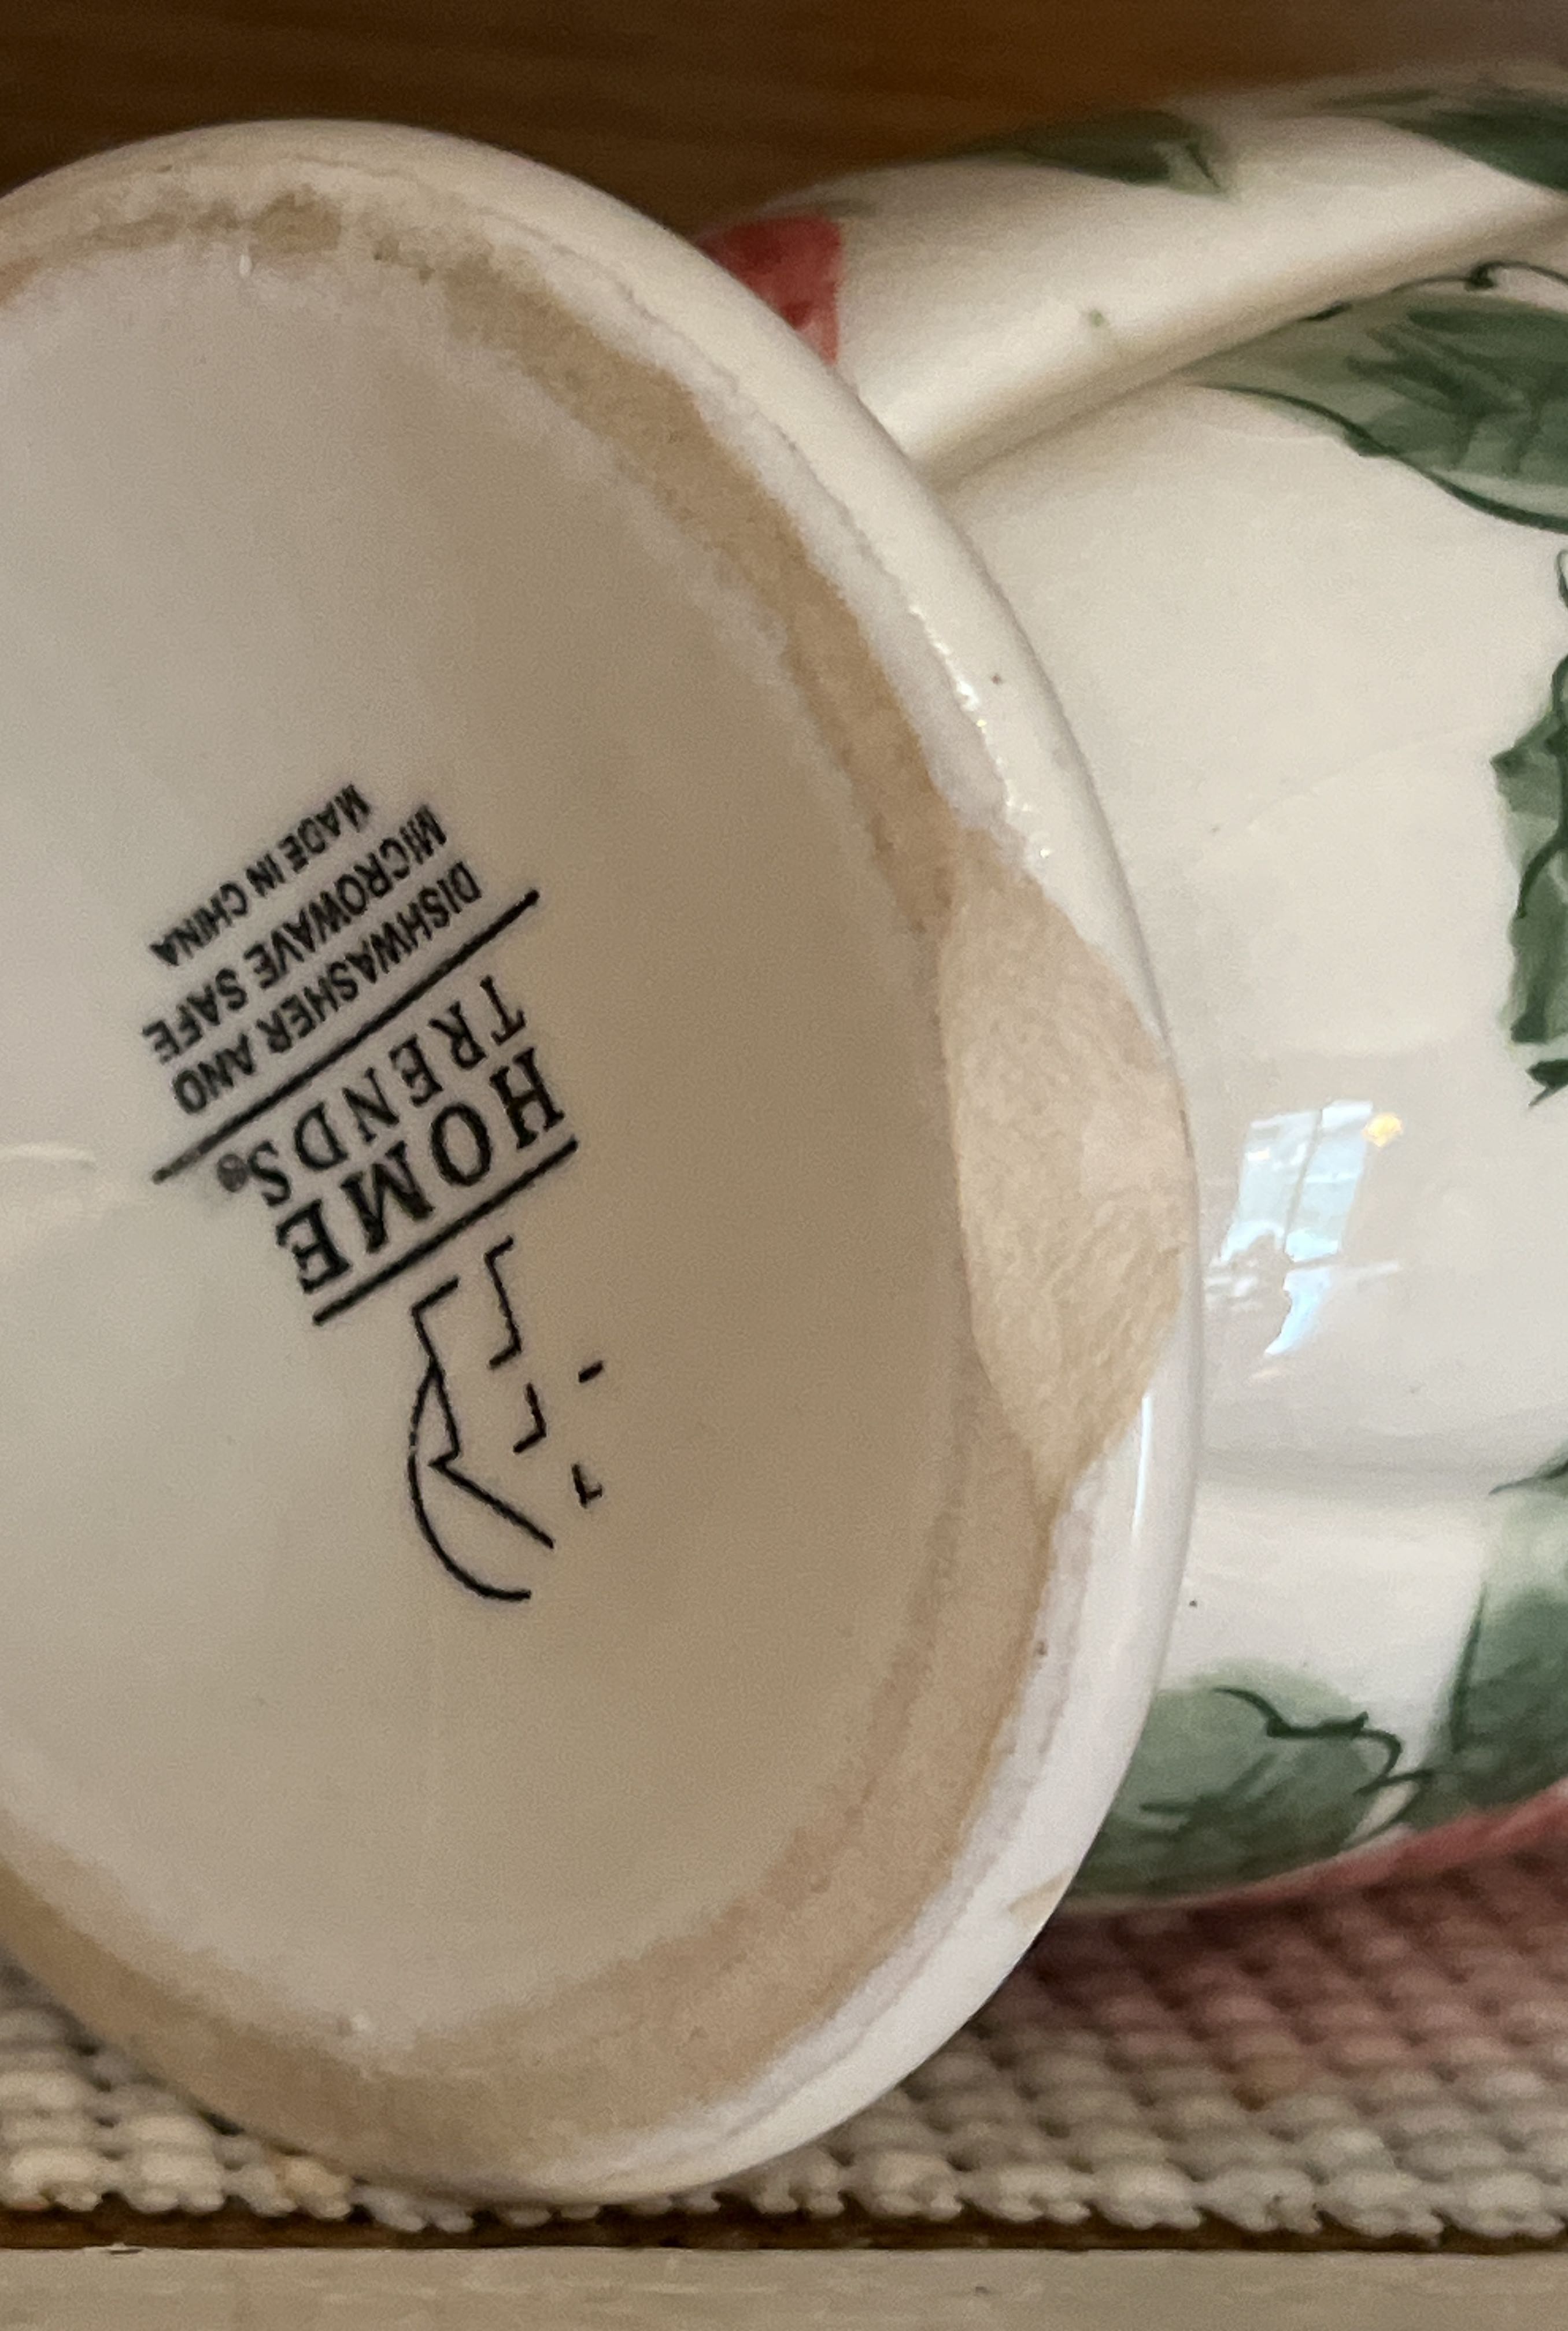 HOME
TRENDS®
DISHWASHER AND
MICROWAVE SAFE
MADE IN CHINA